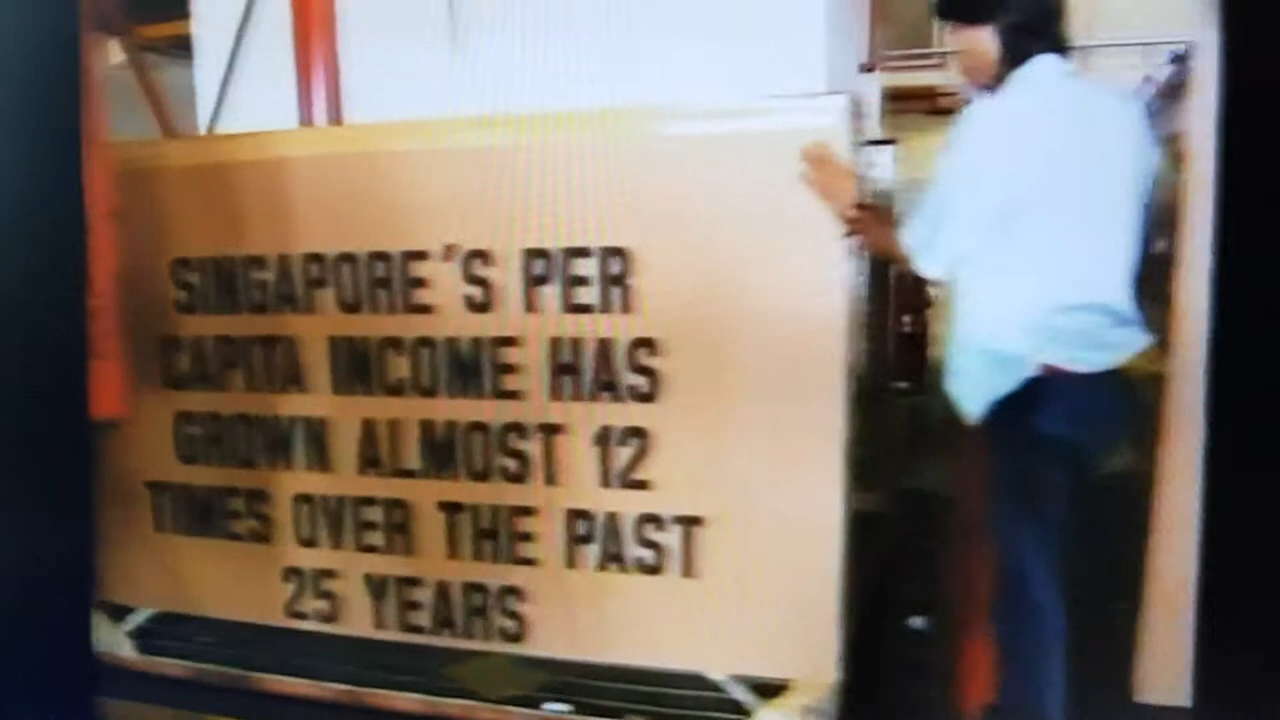 SINGAPORE'S PER
CAPITA INCOME HAS
GROWN ALMOST 12
TIMES OVER THE PAST
25 YEARS